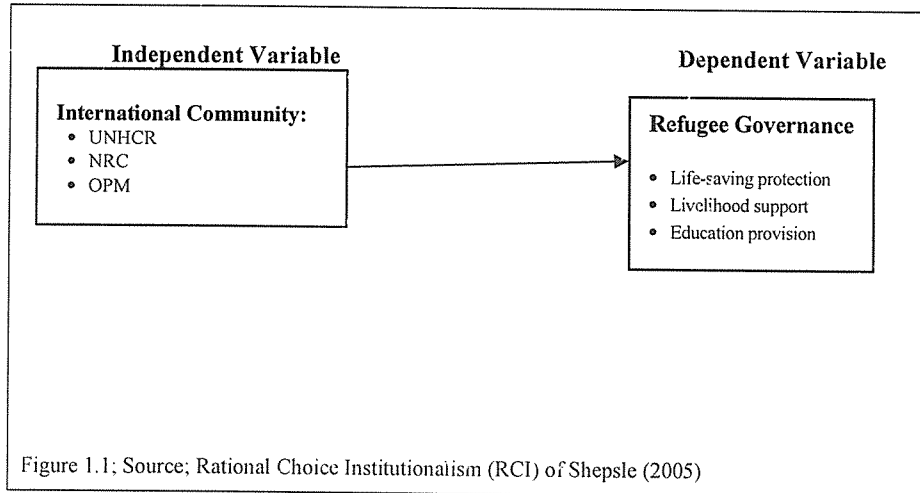 Independent Variable
Dependent Variable
International Community:
• UNHCR
• NRC
• OPM
Refugee Governance
• Life-saving protection
• Livelihood support
• Education provision
Figure 1.1; Source; Rational Choice Institutionalism (RCI) of Shepsle (2005)